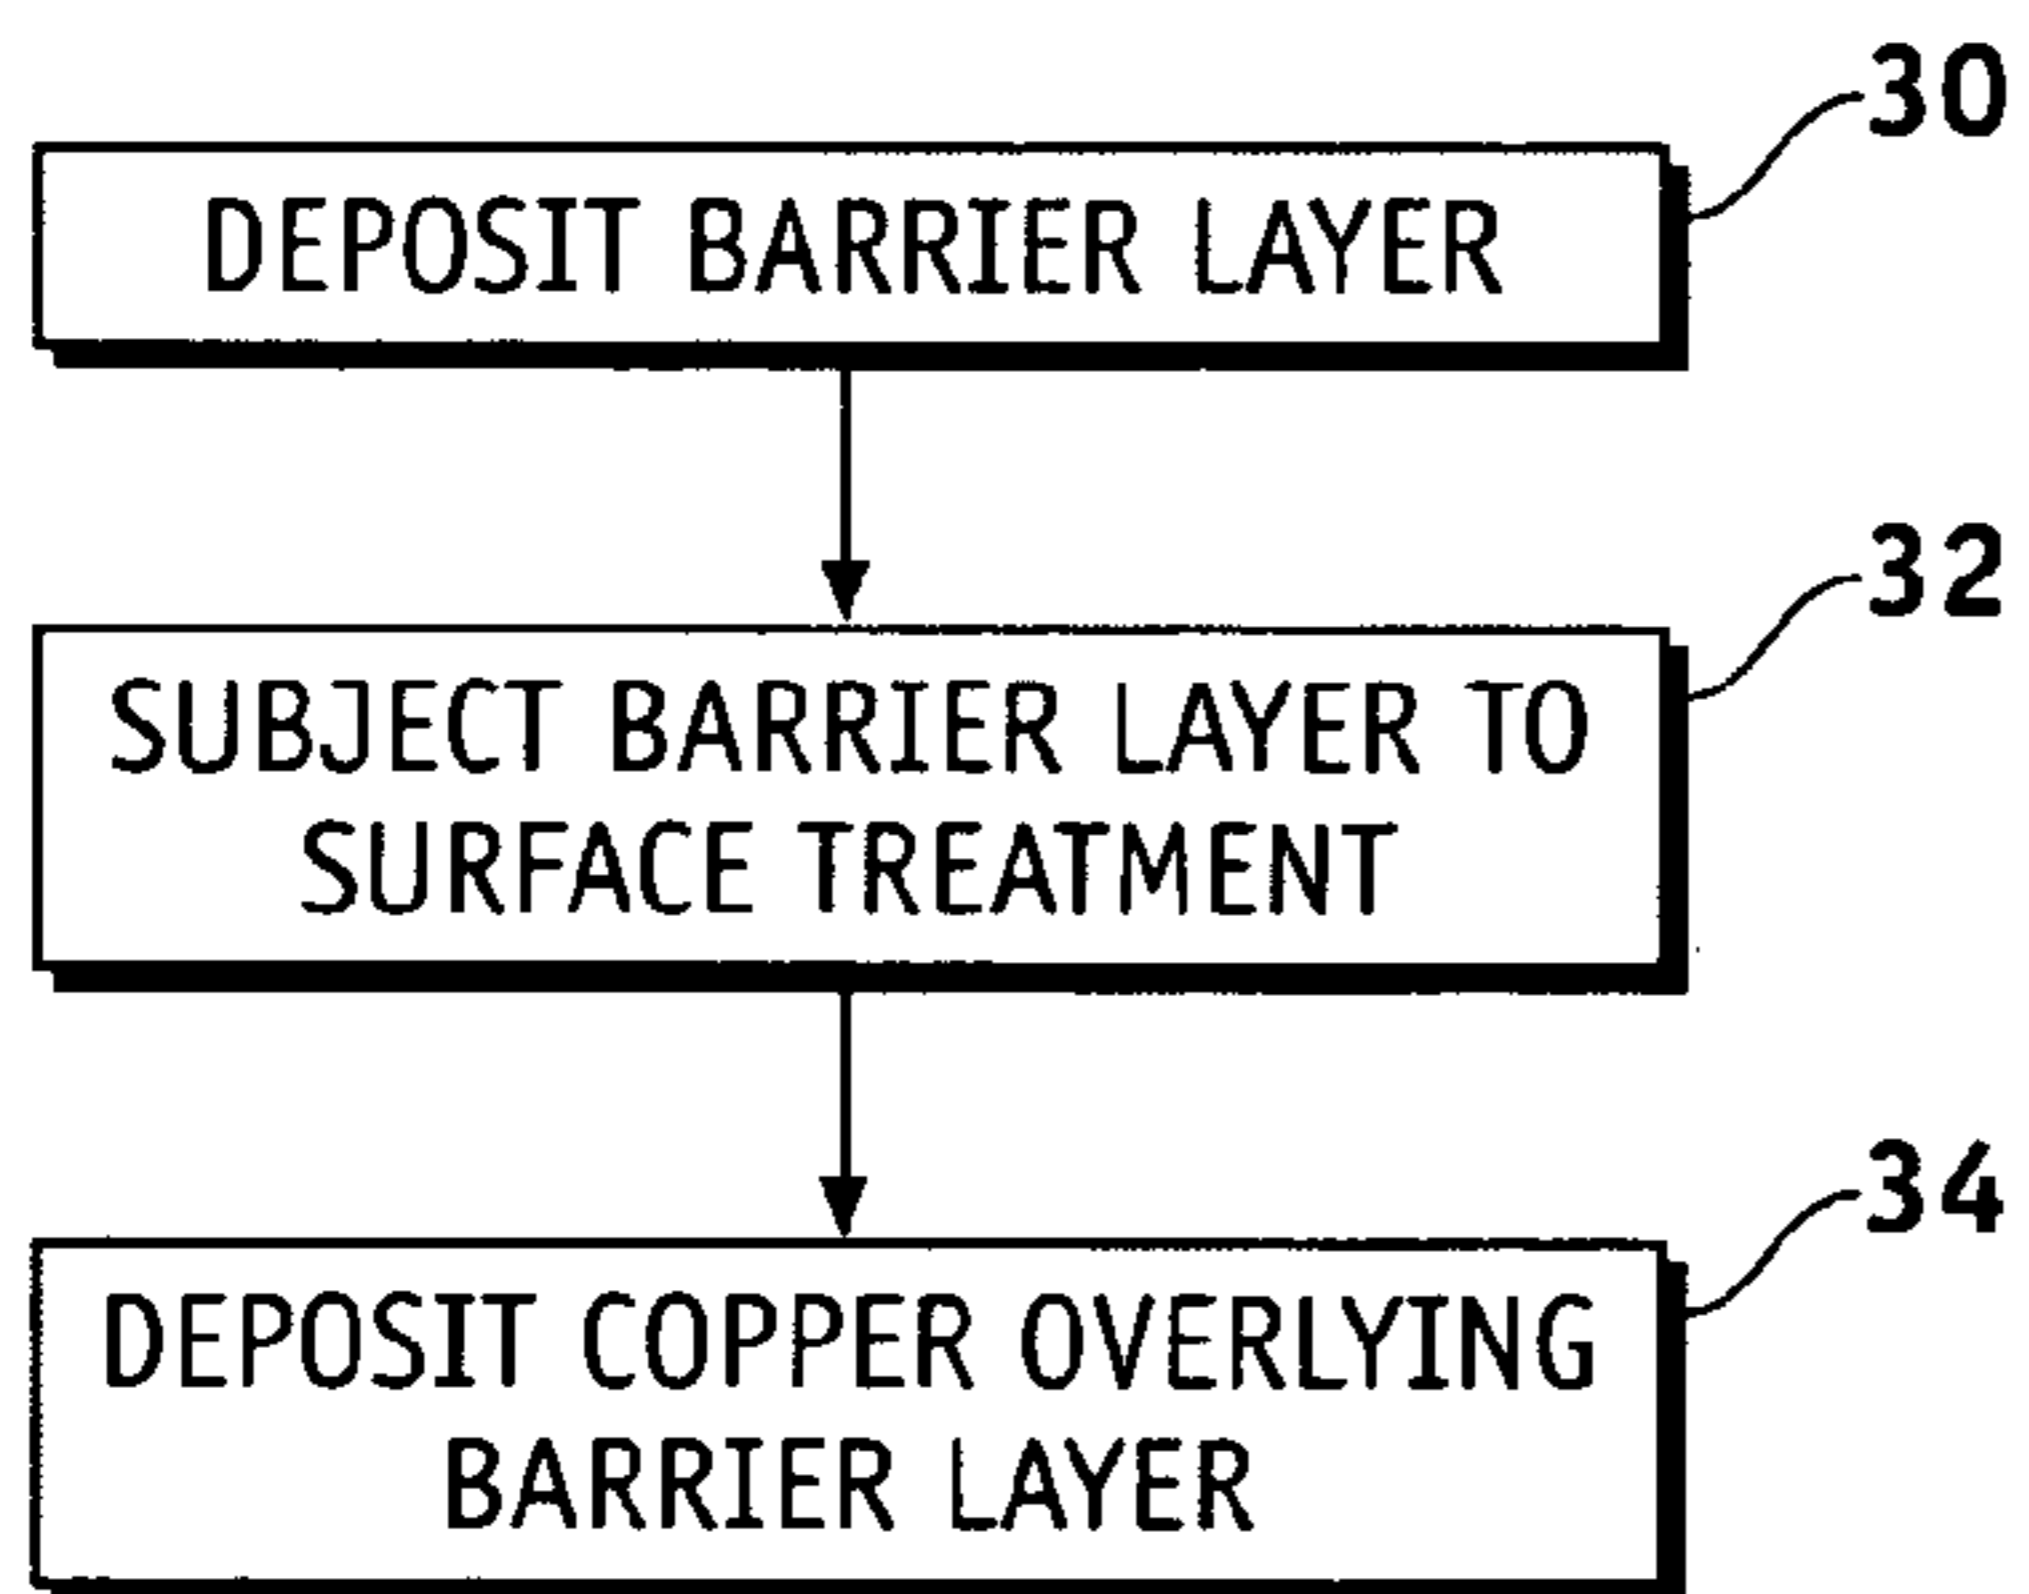 30
DEPOSIT BARRIER LAYER
32
SUBJECT BARRIER LAYER TO
SURFACE TREATMENT
34
DEPOSIT COPPER OVERLYING
BARRIER LAYER